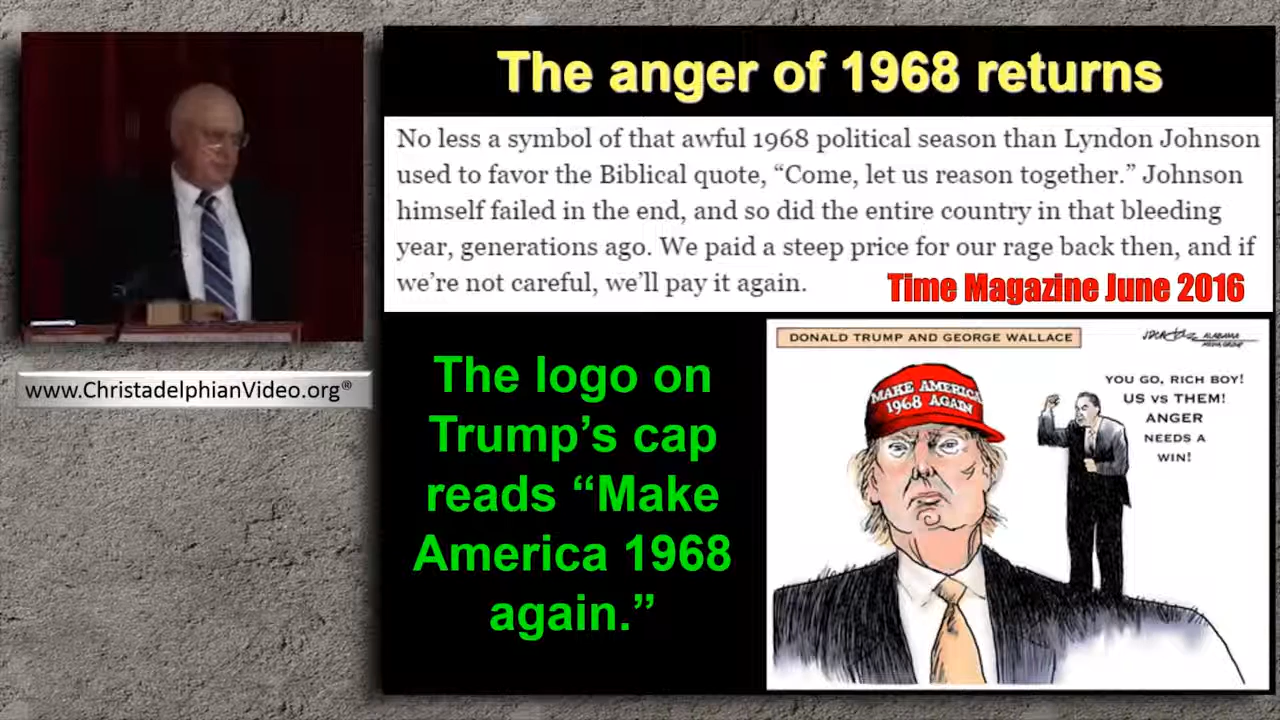 The anger of 1968 returns
No less a symbol of that awful 1968 political season than Lyndon Johnson
used to favor the Biblical quote, “Come, let us reason together.” Johnson
himself failed in the end, and so did the entire country in that bleeding
year, generations ago. We paid a steep price for our rage back then, and if
we’re not careful, we’ll pay it again.
Time Magazine June 2016
www.ChristadelphianVideo.org®
The logo on
Trump’s cap
reads “Make
America 1968
again.”
DONALD TRUMP AND GEORGE WALLACE
ALABAMA
MEDIA GROUP
MAKE AMERICA
1968 AGAIN
YOU GO, RICH BOY!
US vs THEM!
ANGER
NEEDS A
WIN!